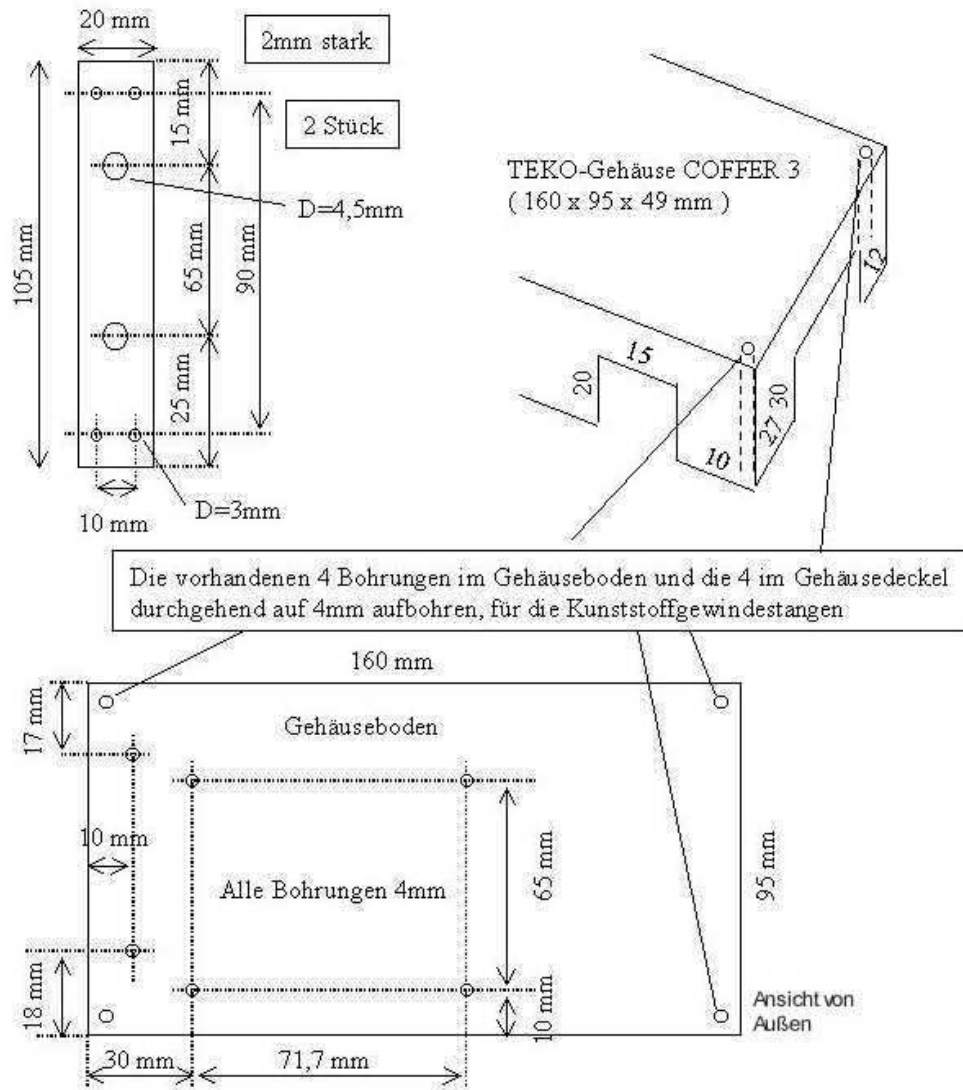 20 mm
2mm stark
15 mm
2 Stück
TEKO-Gehäuse COFFER 3
( 160 x 95 x 49 mm )
D=4,5mm
105 mm
65 mm
90 mm
12
15
20
30
27
25 mm
10
10 mm
D=3mm
Die vorhandenen 4 Bohrungen im Gehäuseboden und die 4 im Gehäusedeckel
durchgehend auf 4mm aufbohren, für die Kunststoffgewindestangen
160 mm
17 mm
Gehäuseboden
10 mm
65 mm
95 mm
Alle Bohrungen 4mm
18 mm
10 mm
Ansicht von
Außen
30 mm
71,7 mm